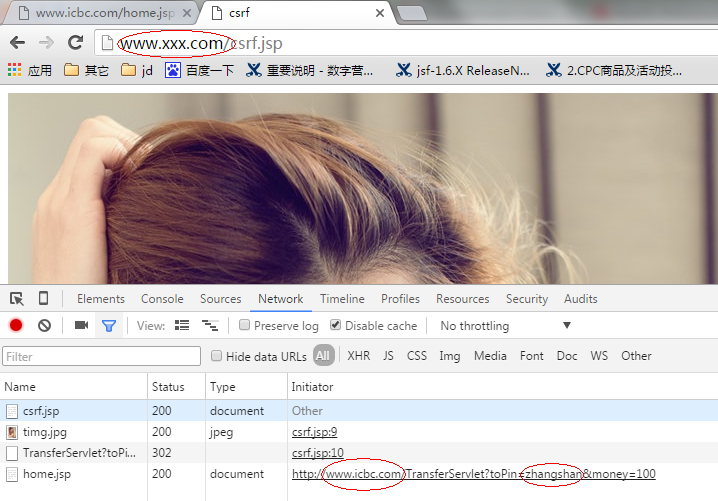 www.icbc.com/home.jsp
csrf
www.xxx.com/csrf.jsp
应用 其它 jd 百度一下 重要说明 - 数字营... jsf-1.6.X ReleaseN... 2.CPC商品及活动投...
Elements Console Sources Network Timeline Profiles Resources Security Audits
View: Preserve log Disable cache No throttling
Filter Hide data URLs All XHR JS CSS Img Media Font Doc WS Other
Name Status Type Initiator
csrf.jsp 200 document Other
timg.jpg 200 jpeg csrf.jsp:9
TransferServlet?toPi... 302 csrf.jsp:10
home.jsp 200 document http://www.icbc.com/TransferServlet?toPin=zhangshan&money=100